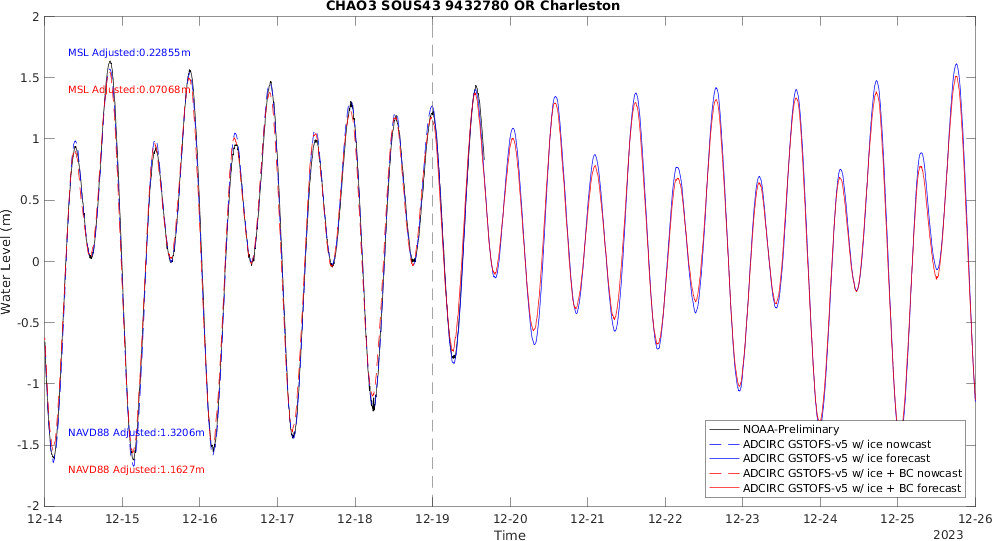 CHAO3 SOUS43 9432780 OR Charleston
2
1.5
1
0.5
0
-0.5
-1
-1.5
-2
Water Level (m)
MSL Adjusted:0.22855m
MSL Adjusted:0.07068m
NAVD88 Adjusted:1.3206m
NAVD88 Adjusted:1.1627m
NOAA-Preliminary
ADCIRC GSTOFS-v5 w/ ice nowcast
ADCIRC GSTOFS-v5 w/ ice forecast
ADCIRC GSTOFS-v5 w/ ice + BC nowcast
ADCIRC GSTOFS-v5 w/ ice + BC forecast
12-14 12-15 12-16 12-17 12-18 12-19 12-20 12-21 12-22 12-23 12-24 12-25 12-26
Time
2023